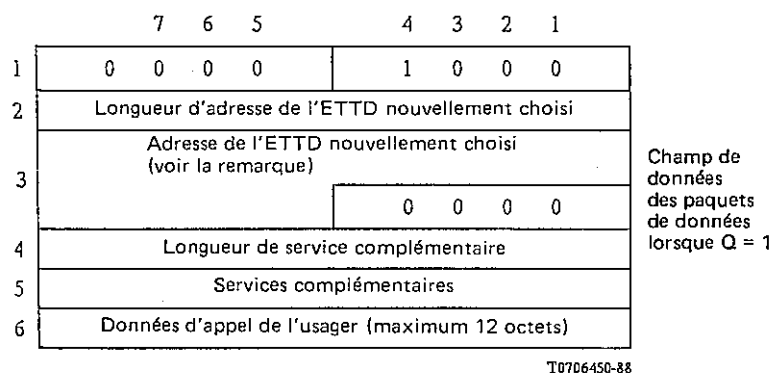 7 6 5 4 3 2 1
1 0 0 0 0 1 0 0 0
2 Longueur d'adresse de l'ETTD nouvellement choisi
Adresse de l'ETTD nouvellement choisi
(voir la remarque)
3
0 0 0 0
4 Longueur de service complémentaire
5 Services complémentaires
6 Données d'appel de l'usager (maximum 12 octets)
Champ de
données
des paquets
de données
lorsque Q = 1
T0706450-88